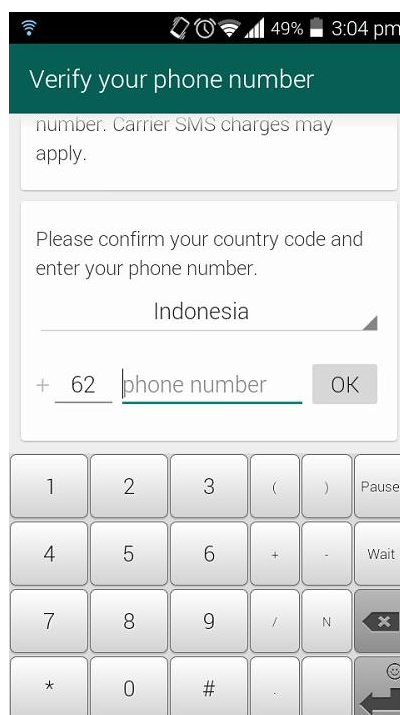 49% 3:04 pm
Verify your phone number
number. Carrier SMS charges may
apply.
Please confirm your country code and
enter your phone number.
Indonesia
+ 62 phone number OK
1 2 3 ( ) Pause
4 5 6 + - Wait
7 8 9 / N
* 0 # .